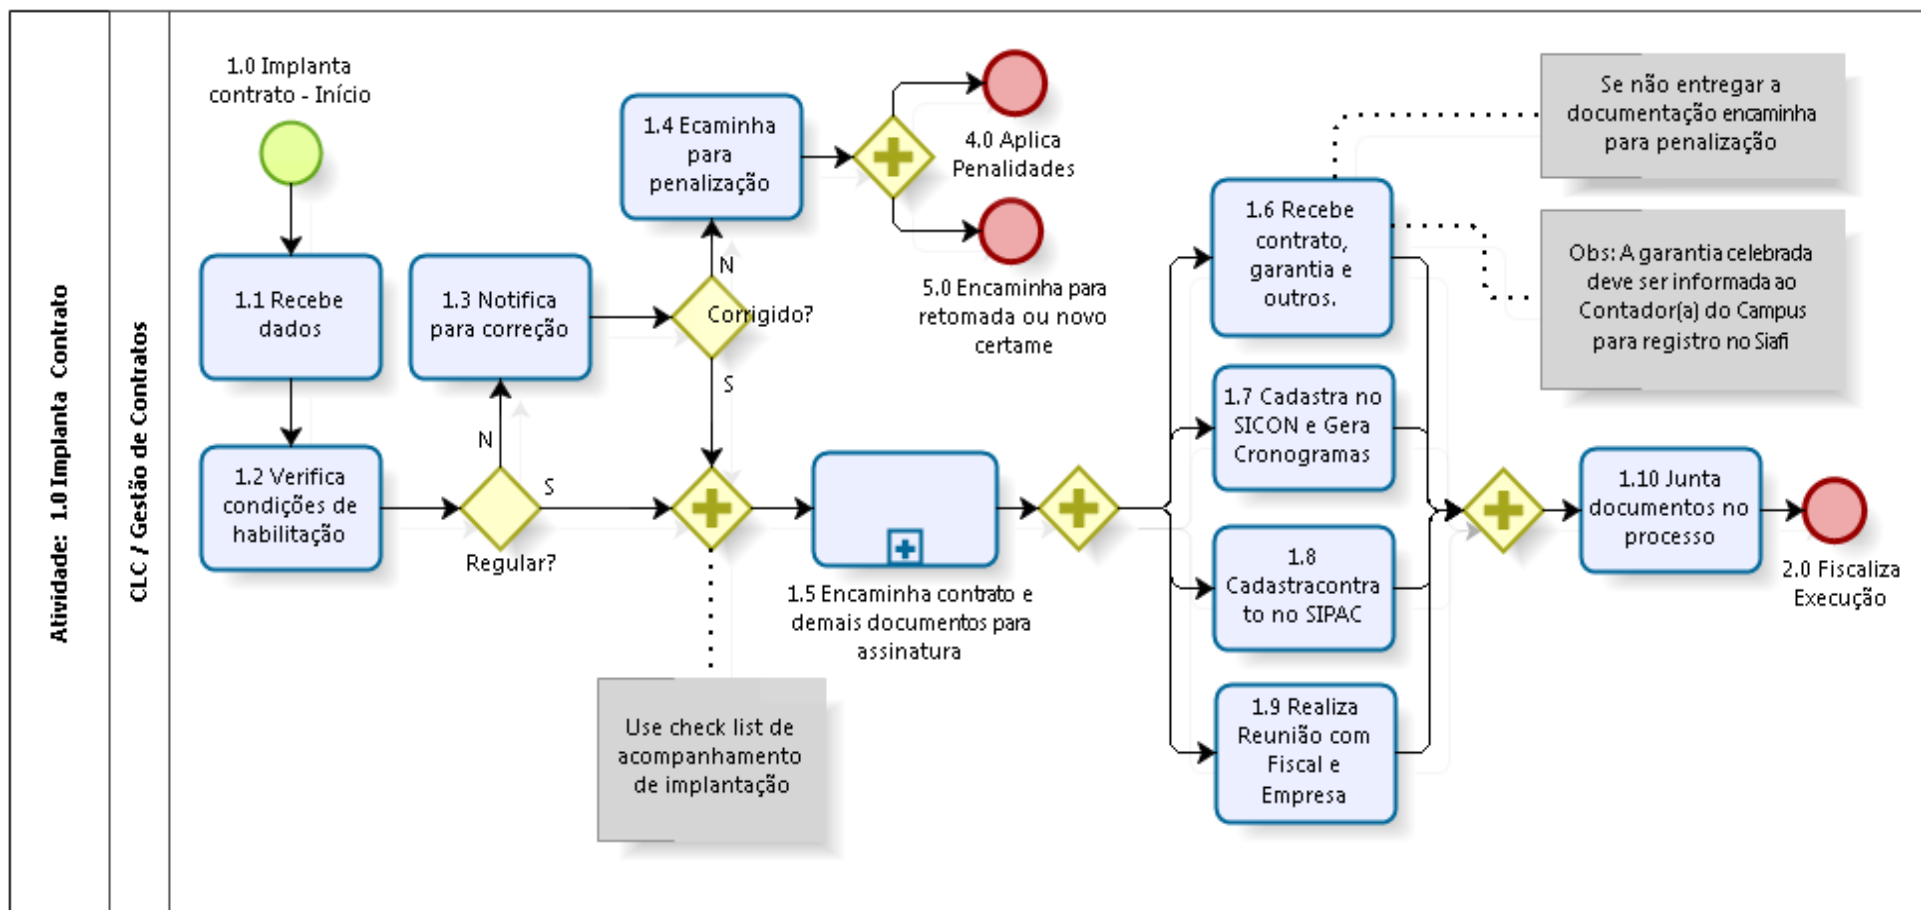 Atividade: 1.0 Implanta Contrato
CLC / Gestão de Contratos
1.0 Implanta
contrato - Início
1.1 Recebe
dados
1.2 Verifica
condições de
habilitação
N
S
Regular?
1.3 Notifica
para correção
1.4 Ecaminha
para
penalização
N
Corrigido?
S
4.0 Aplica
Penalidades
5.0 Encaminha para
retomada ou novo
certame
Use check list de
acompanhamento
de implantação
1.5 Encaminha contrato e
demais documentos para
assinatura
1.6 Recebe
contrato,
garantia e
outros.
1.7 Cadastra no
SICON e Gera
Cronogramas
1.8
Cadastracontra
to no SIPAC
1.9 Realiza
Reunião com
Fiscal e
Empresa
Se não entregar a
documentação encaminha
para penalização
Obs: A garantia celebrada
deve ser informada ao
Contador(a) do Campus
para registro no Siafi
1.10 Junta
documentos no
processo
2.0 Fiscaliza
Execução